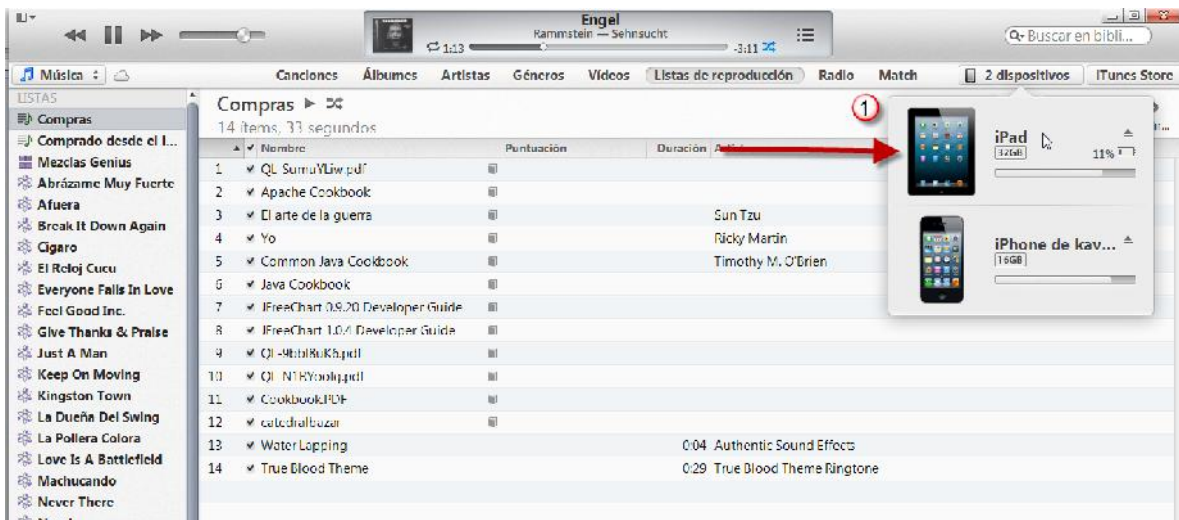 Engel
Rammstein — Sehnsucht
1:13
-3:11
Buscar en bibli...
Música
Canciones Álbumes Artistas Géneros Vídeos Listas de reproducción Radio Match
2 dispositivos
iTunes Store
LISTAS
Compras
Comprado desde el I...
Mezclas Genius
Abrázame Muy Fuerte
Afuera
Break It Down Again
Cigaro
El Reloj Cucu
Everyone Falls In Love
Feel Good Inc.
Give Thanks & Praise
Just A Man
Keep On Moving
Kingston Town
La Dueña Del Swing
La Pollera Colora
Love Is A Battlefield
Machucando
Never There
Compras
14 ítems, 33 segundos
Nombre Puntuación Duración
1 QL-SumuYLiw.pdf
2 Apache Cookbook
3 El arte de la guerra Sun Tzu
4 Yo Ricky Martin
5 Common Java Cookbook Timothy M. O'Brien
6 Java Cookbook
7 JFreeChart 0.9.20 Developer Guide
8 JFreeChart 1.0.4 Developer Guide
9
10
11 Cookbook.PDF
12 catedralbazar
13 Water Lapping 0:04 Authentic Sound Effects
14 True Blood Theme 0:29 True Blood Theme Ringtone
1
iPad
32GB
11%
iPhone de kav...
16GB